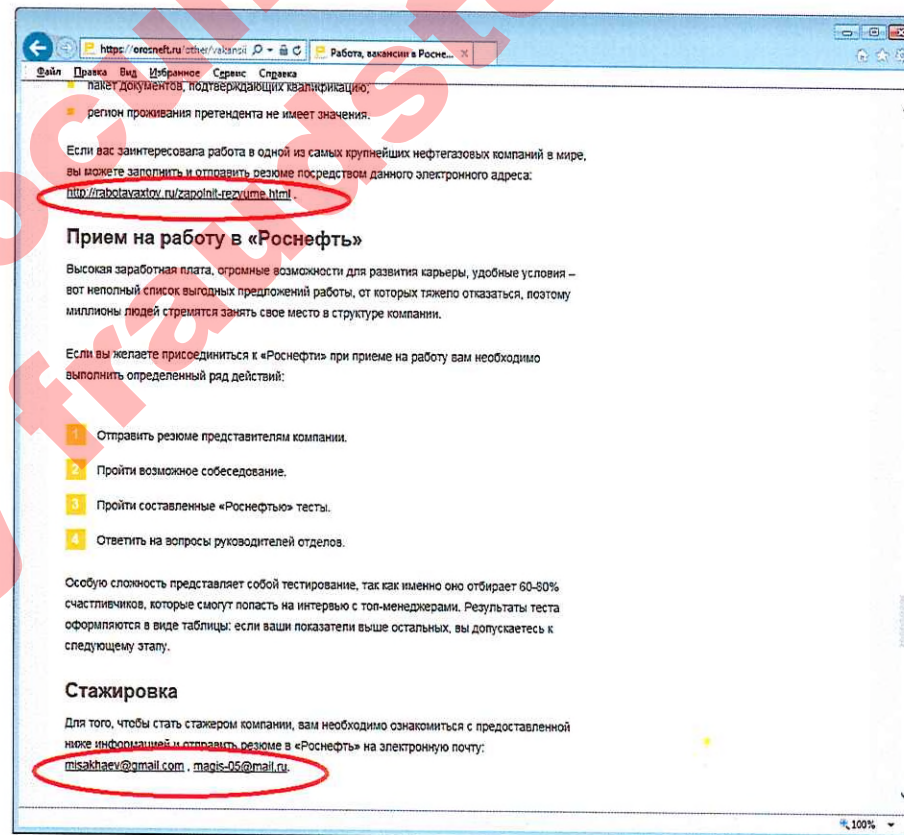 https://orosneft.ru/other/vakansii
Работа, вакансии в Росне...
Файл Правка Вид Избранное Сервис Справка
пакет документов, подтверждающих квалификацию;
регион проживания претендента не имеет значения.
Если вас заинтересовала работа в одной из самых крупнейших нефтегазовых компаний в мире,
вы можете заполнить и отправить резюме посредством данного электронного адреса:
http://rabotavaxtoy.ru/zapolnit-rezyume.html .
Прием на работу в «Роснефть»
Высокая заработная плата, огромные возможности для развития карьеры, удобные условия –
вот неполный список выгодных предложений работы, от которых тяжело отказаться, поэтому
миллионы людей стремятся занять свое место в структуре компании.
Если вы желаете присоединиться к «Роснефти» при приеме на работу вам необходимо
выполнить определенный ряд действий:
1 Отправить резюме представителям компании.
2 Пройти возможное собеседование.
3 Пройти составленные «Роснефтью» тесты.
4 Ответить на вопросы руководителей отделов.
Особую сложность представляет собой тестирование, так как именно оно отбирает 60-80%
счастливчиков, которые смогут попасть на интервью с топ-менеджерами. Результаты теста
оформляются в виде таблицы: если ваши показатели выше остальных, вы допускаетесь к
следующему этапу.
Стажировка
Для того, чтобы стать стажером компании, вам необходимо ознакомиться с предоставленной
ниже информацией и отправить резюме в «Роснефть» на электронную почту:
misakhaev@gmail.com , magis-05@mail.ru.
100%